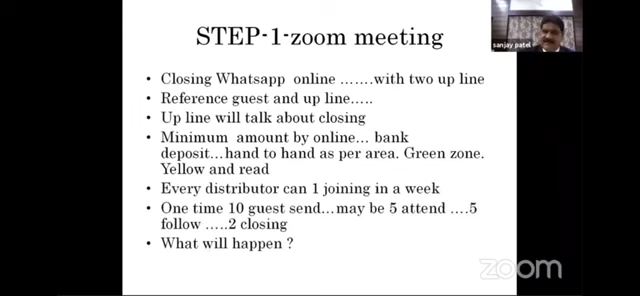 STEP-1-zoom meeting
sanjay patel
• Closing Whatsapp online …….with two up line
• Reference guest and up line…..
• Up line will talk about closing
• Minimum amount by online… bank
deposit…hand to hand as per area. Green zone.
Yellow and read
• Every distributor can 1 joining in a week
• One time 10 guest send…may be 5 attend ….5
follow …..2 closing
• What will happen ?
zoom